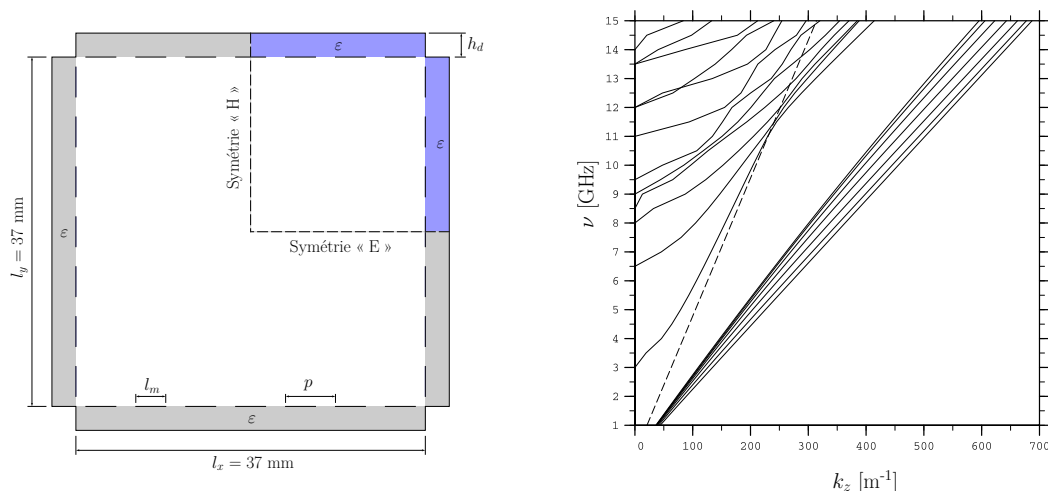 ε
h_d
Symétrie « H »
ε
ε
l_y = 37 mm
Symétrie « E »
l_m
p
ε
l_x = 37 mm
15
14
13
12
11
10
9
8
7
6
5
4
3
2
1
ν [GHz]
0 100 200 300 400 500 600 700
k_z [m⁻¹]